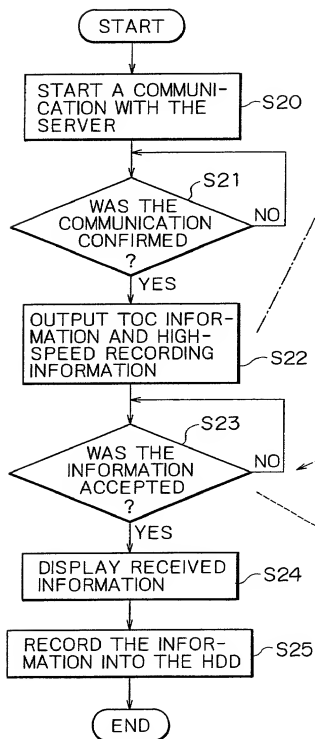 START
START A COMMUNI-
CATION WITH THE
SERVER
S20
S21
WAS THE
COMMUNICATION
CONFIRMED
?
NO
YES
OUTPUT TOC INFOR-
MATION AND HIGH-
SPEED RECORDING
INFORMATION
S22
S23
WAS THE
INFORMATION
ACCEPTED
?
NO
YES
DISPLAY RECEIVED
INFORMATION
S24
RECORD THE INFOR-
MATION INTO THE HDD
S25
END